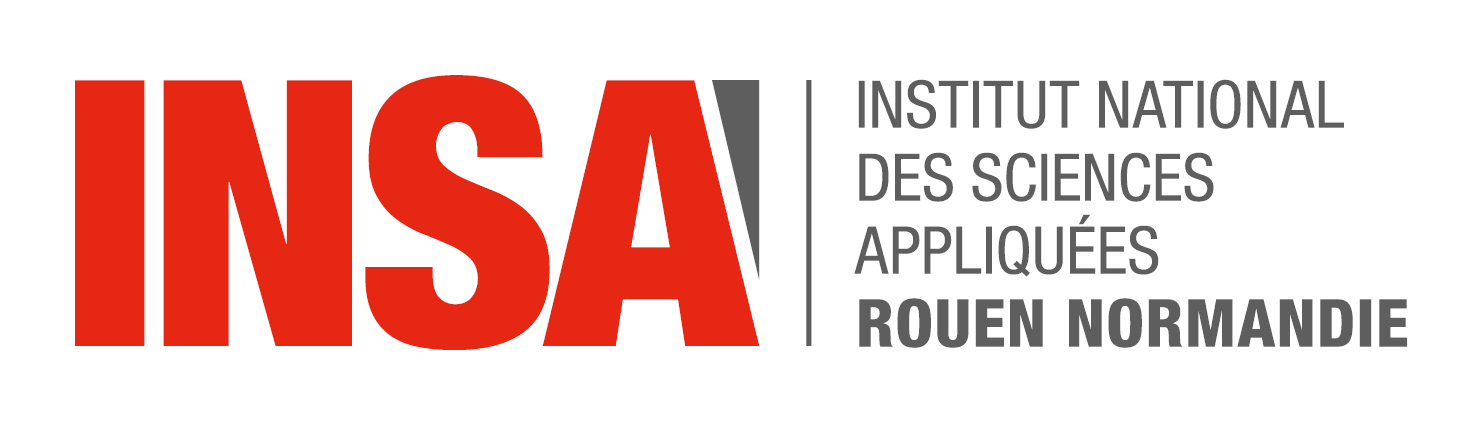 INSA
INSTITUT NATIONAL
DES SCIENCES
APPLIQUÉES
ROUEN NORMANDIE